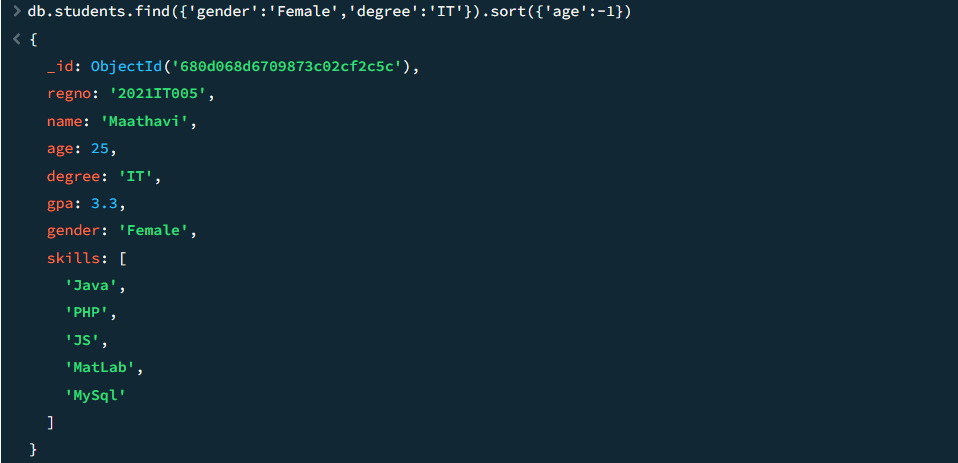 > db.students.find({'gender':'Female','degree':'IT'}).sort({'age':-1})
< {
_id: ObjectId('680d068d6709873c02cf2c5c'),
regno: '2021IT005',
name: 'Maathavi',
age: 25,
degree: 'IT',
gpa: 3.3,
gender: 'Female',
skills: [
'Java',
'PHP',
'JS',
'MatLab',
'MySql'
]
}